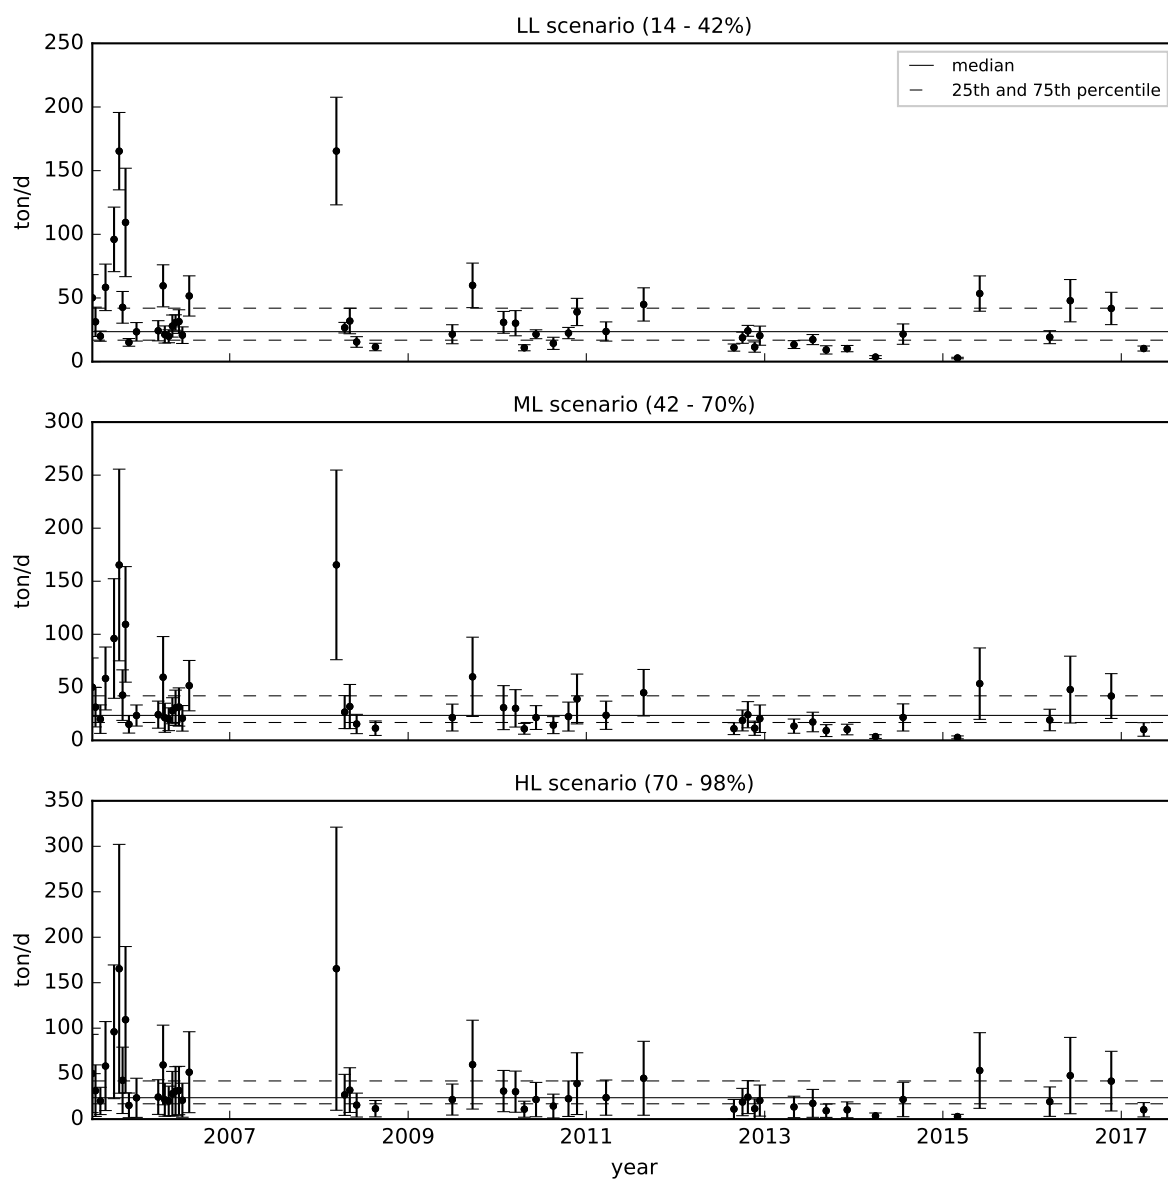 LL scenario (14 - 42%)
250
200
150
100
50
0
ton/d
median
25th and 75th percentile
ML scenario (42 - 70%)
300
250
200
150
100
50
0
ton/d
HL scenario (70 - 98%)
350
300
250
200
150
100
50
0
ton/d
2007 2009 2011 2013 2015 2017
year